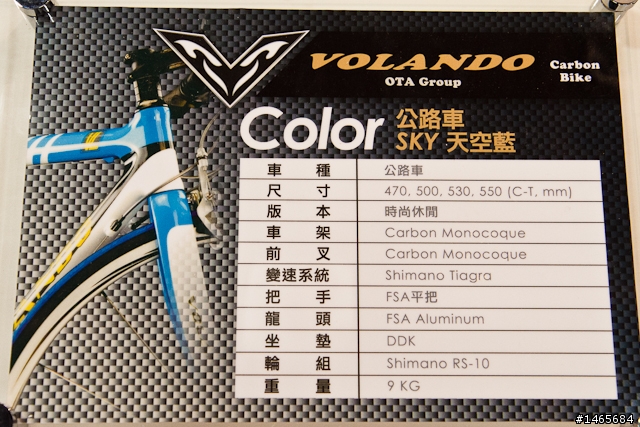 VOLANDO
OTA Group
Carbon
Bike
Color 公路車
SKY 天空藍
車種 公路車
尺寸 470, 500, 530, 550 (C-T, mm)
版本 時尚休閒
車架 Carbon Monocoque
前叉 Carbon Monocoque
變速系統 Shimano Tiagra
把手 FSA平把
龍頭 FSA Aluminum
坐墊 DDK
輪組 Shimano RS-10
重量 9 KG
#1465684